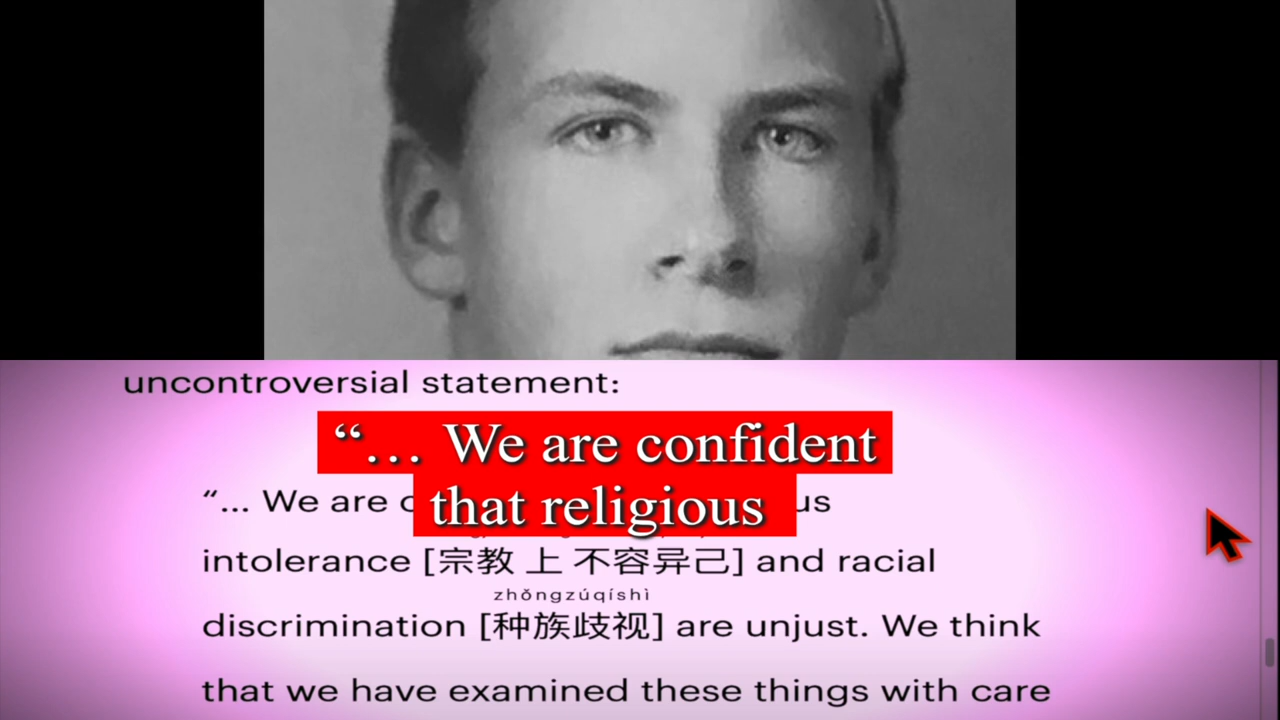 uncontroversial statement:
“… We are confident
that religious
“... We are c us
intolerance [宗教 上 不容异己] and racial
zhǒngzúqíshì
discrimination [种族歧视] are unjust. We think
that we have examined these things with care